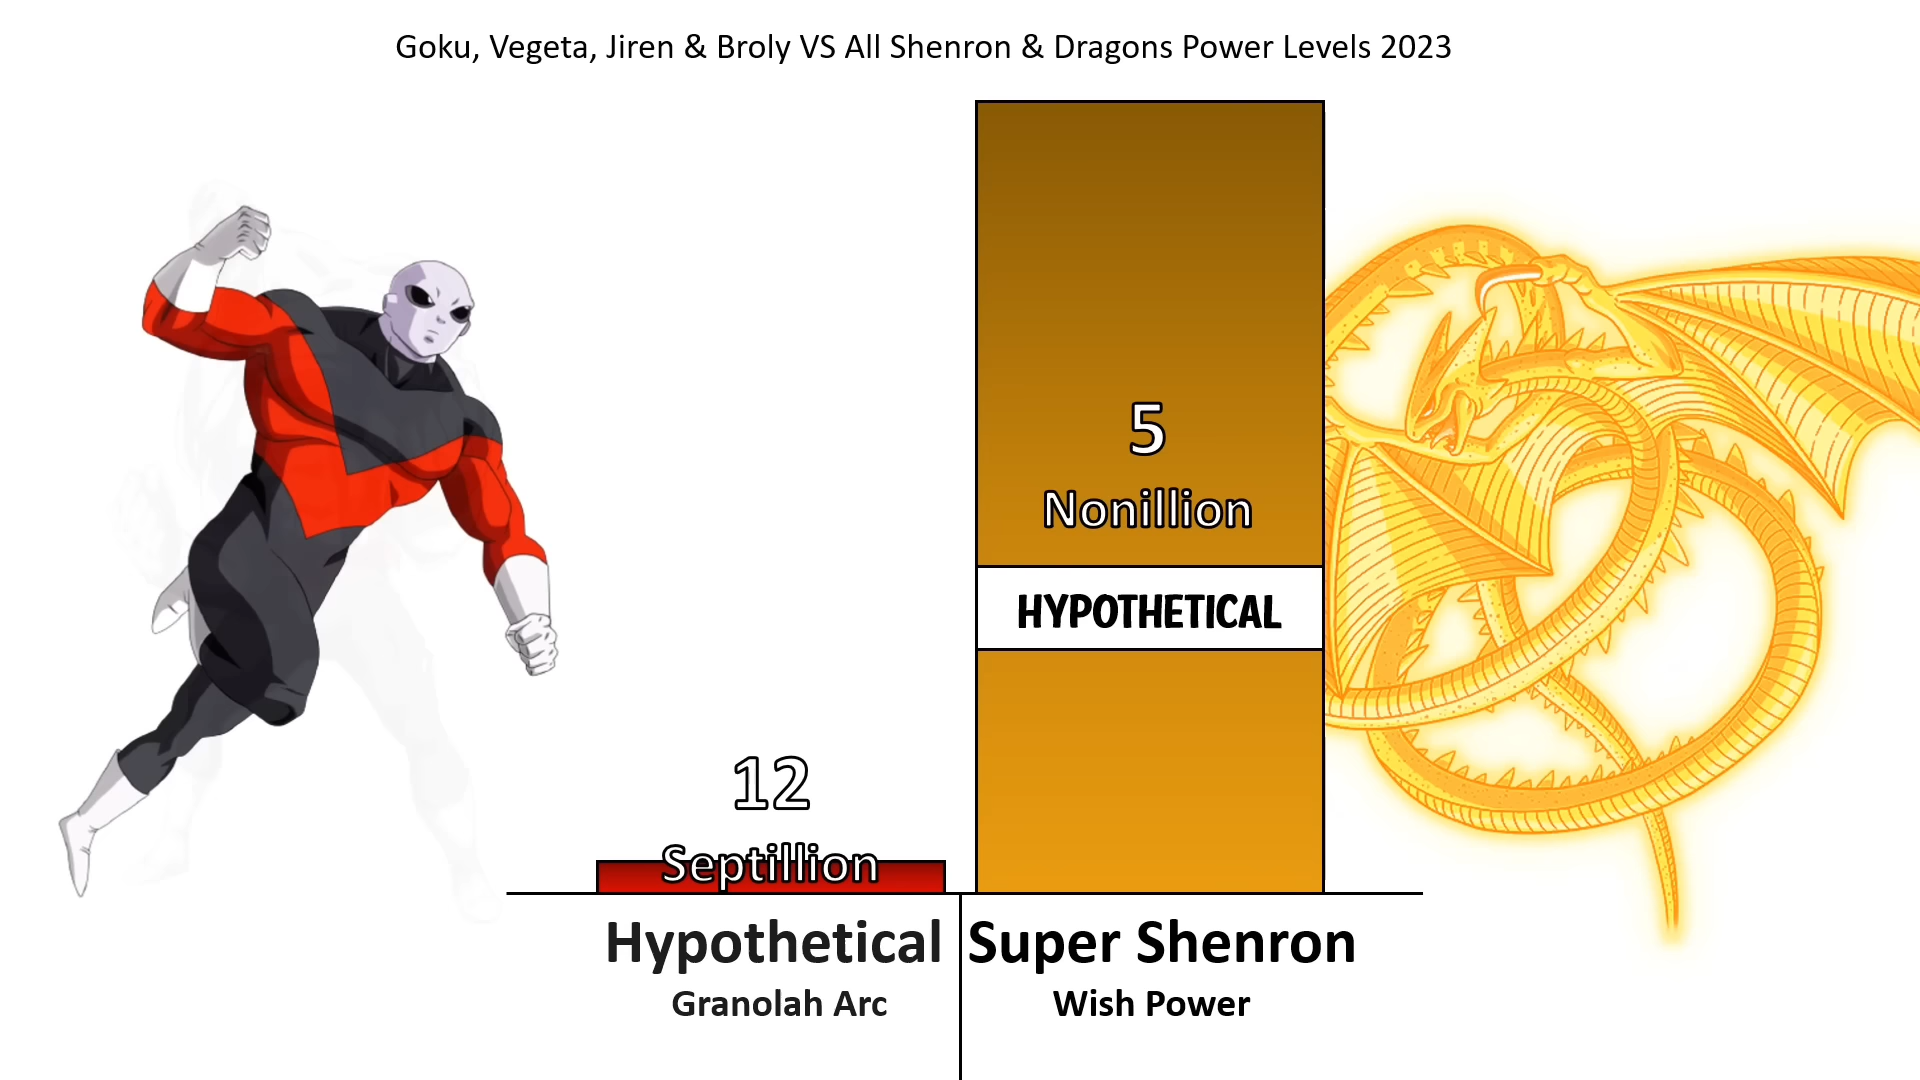 Goku, Vegeta, Jiren & Broly VS All Shenron & Dragons Power Levels 2023
5
Nonillion
HYPOTHETICAL
12
Septillion
Hypothetical
Granolah Arc
Super Shenron
Wish Power